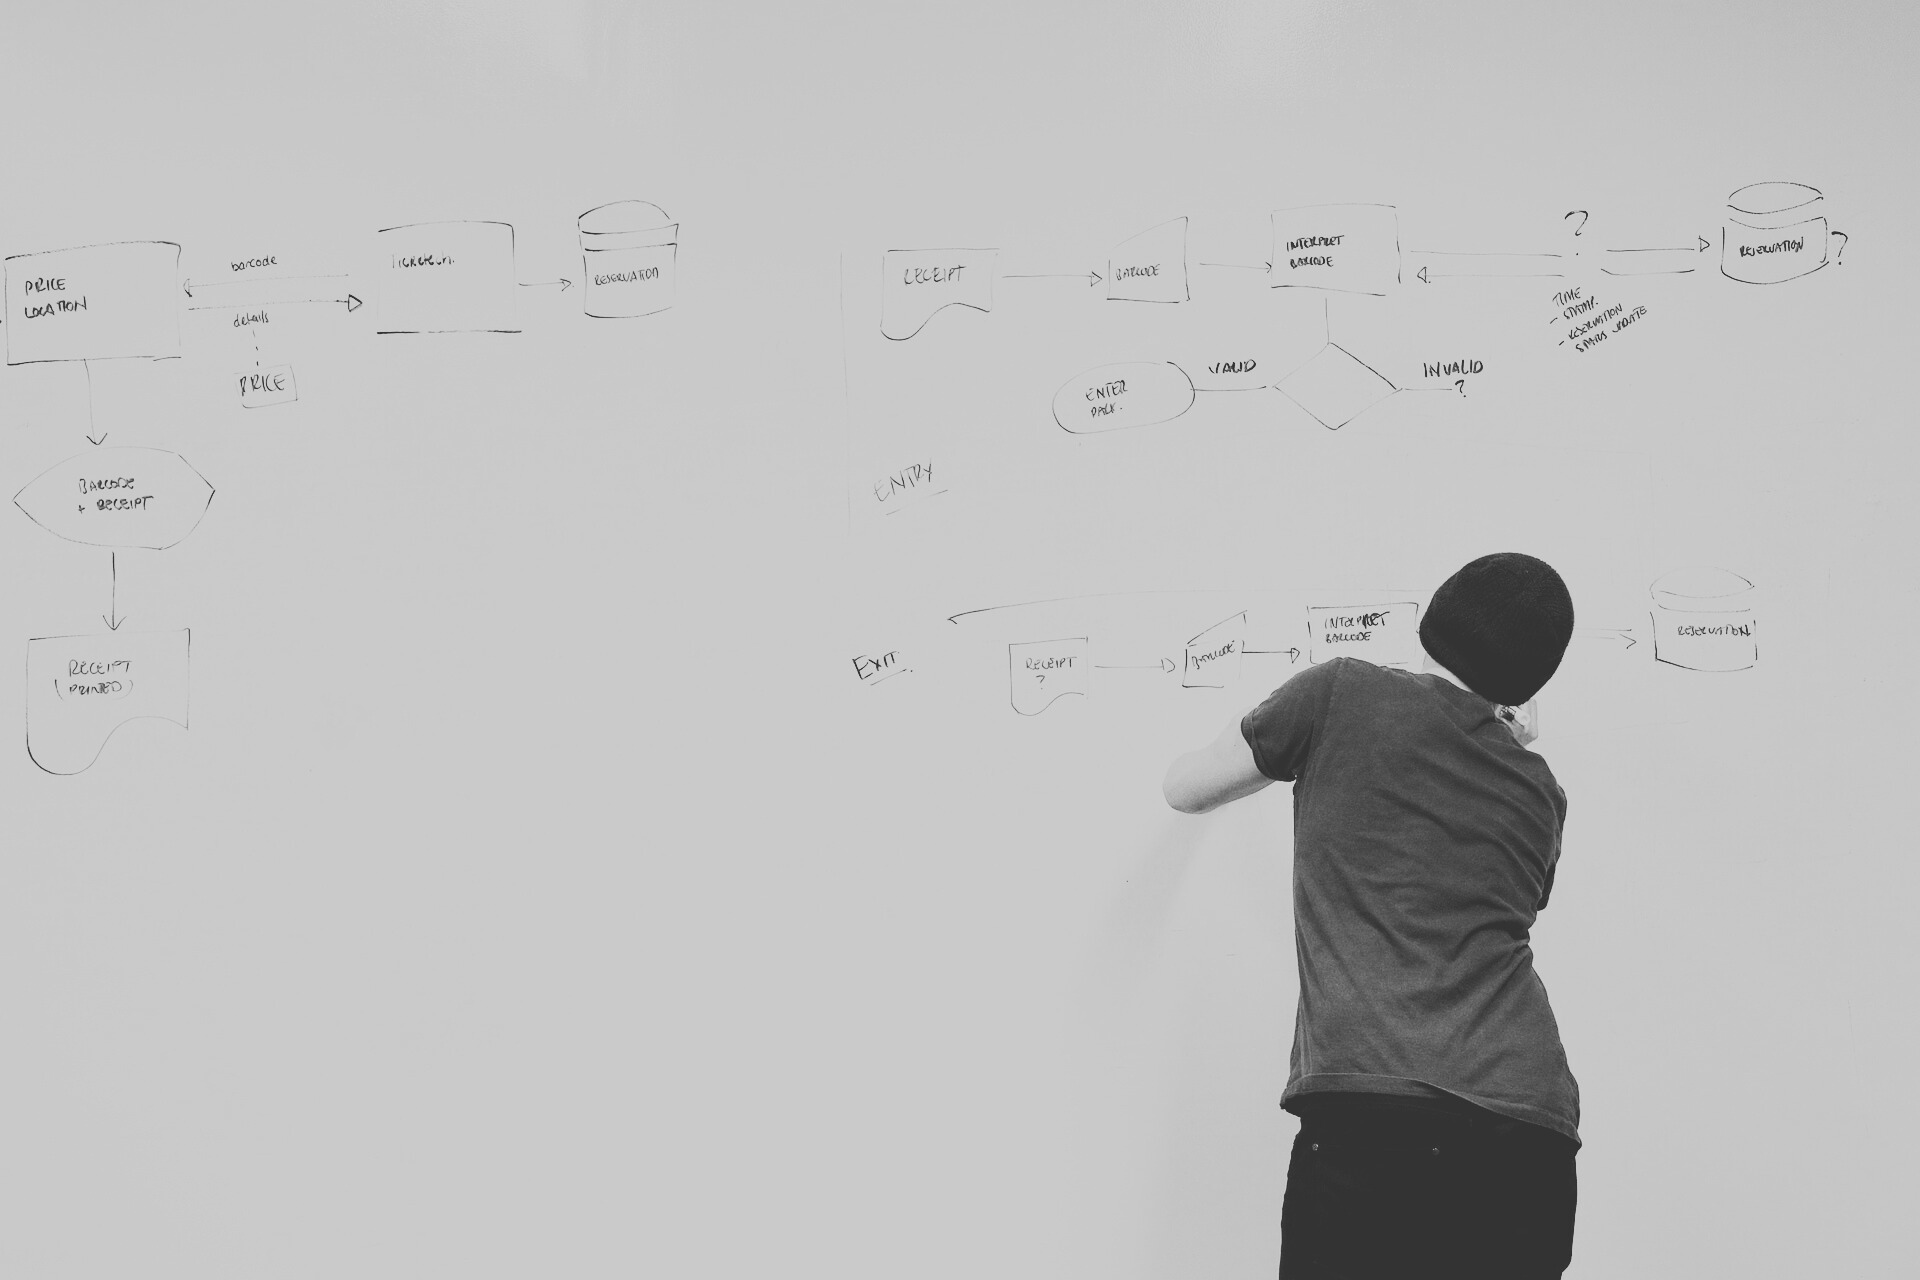 PRICE
LOCATION
barcode
details
PRICE
RESERVATION
BARCODE
+ RECEIPT
RECEIPT
(PRINTED)
RECEIPT
BARCODE
INTERPRET
BARCODE
?
TIME
- STAMP.
- RESERVATION
STATUS UPDATE
RESERVATION
?
VALID
INVALID
?
ENTER
PARK.
ENTRY
EXIT.
RECEIPT
?
BARCODE
INTERPRET
BARCODE
RESERVATION